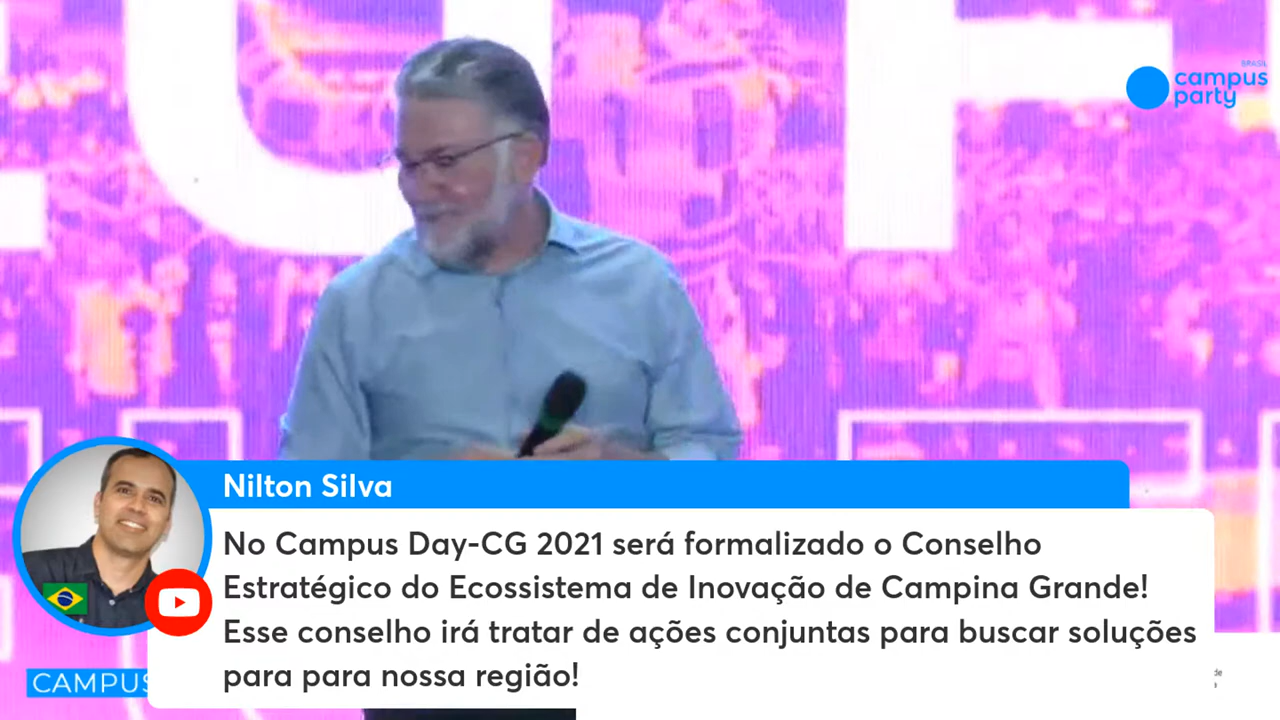 BRASIL
campus
party
Nilton Silva
No Campus Day-CG 2021 será formalizado o Conselho
Estratégico do Ecossistema de Inovação de Campina Grande!
Esse conselho irá tratar de ações conjuntas para buscar soluções
para para nossa região!
CAMPUS